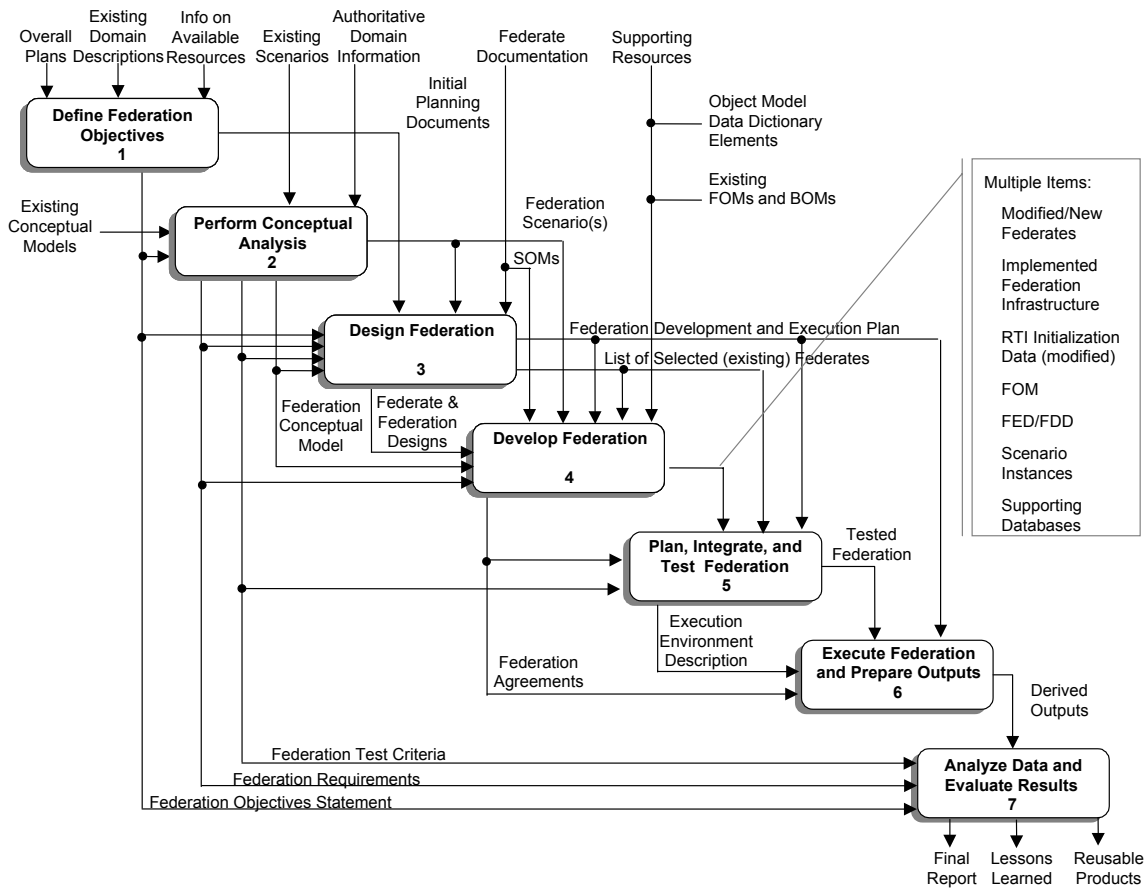 Overall
Plans
Existing
Domain
Descriptions
Info on
Available
Resources
Existing
Scenarios
Authoritative
Domain
Information
Federate
Documentation
Supporting
Resources
Initial
Planning
Documents
Define Federation
Objectives
1
Object Model
Data Dictionary
Elements
Existing
FOMs and BOMs
Existing
Conceptual
Models
Perform Conceptual
Analysis
2
Federation
Scenario(s)
SOMs
Design Federation
3
Federation Development and Execution Plan
List of Selected (existing) Federates
Federation
Conceptual
Model
Federate &
Federation
Designs
Develop Federation
4
Multiple Items:
Modified/New
Federates
Implemented
Federation
Infrastructure
RTI Initialization
Data (modified)
FOM
FED/FDD
Scenario
Instances
Supporting
Databases
Plan, Integrate, and
Test Federation
5
Tested
Federation
Execution
Environment
Description
Federation
Agreements
Execute Federation
and Prepare Outputs
6
Derived
Outputs
Federation Test Criteria
Federation Requirements
Federation Objectives Statement
Analyze Data and
Evaluate Results
7
Final
Report
Lessons
Learned
Reusable
Products